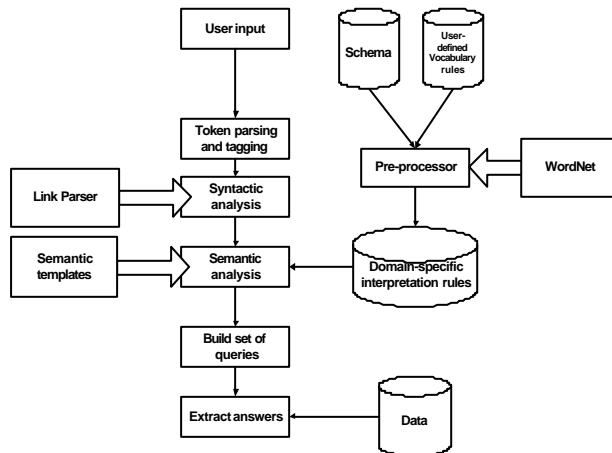 User input
Schema
User-
defined
Vocabulary
rules
Token parsing
and tagging
Pre-processor
WordNet
Link Parser
Syntactic
analysis
Semantic
templates
Semantic
analysis
Domain-specific
interpretation rules
Build set of
queries
Extract answers
Data